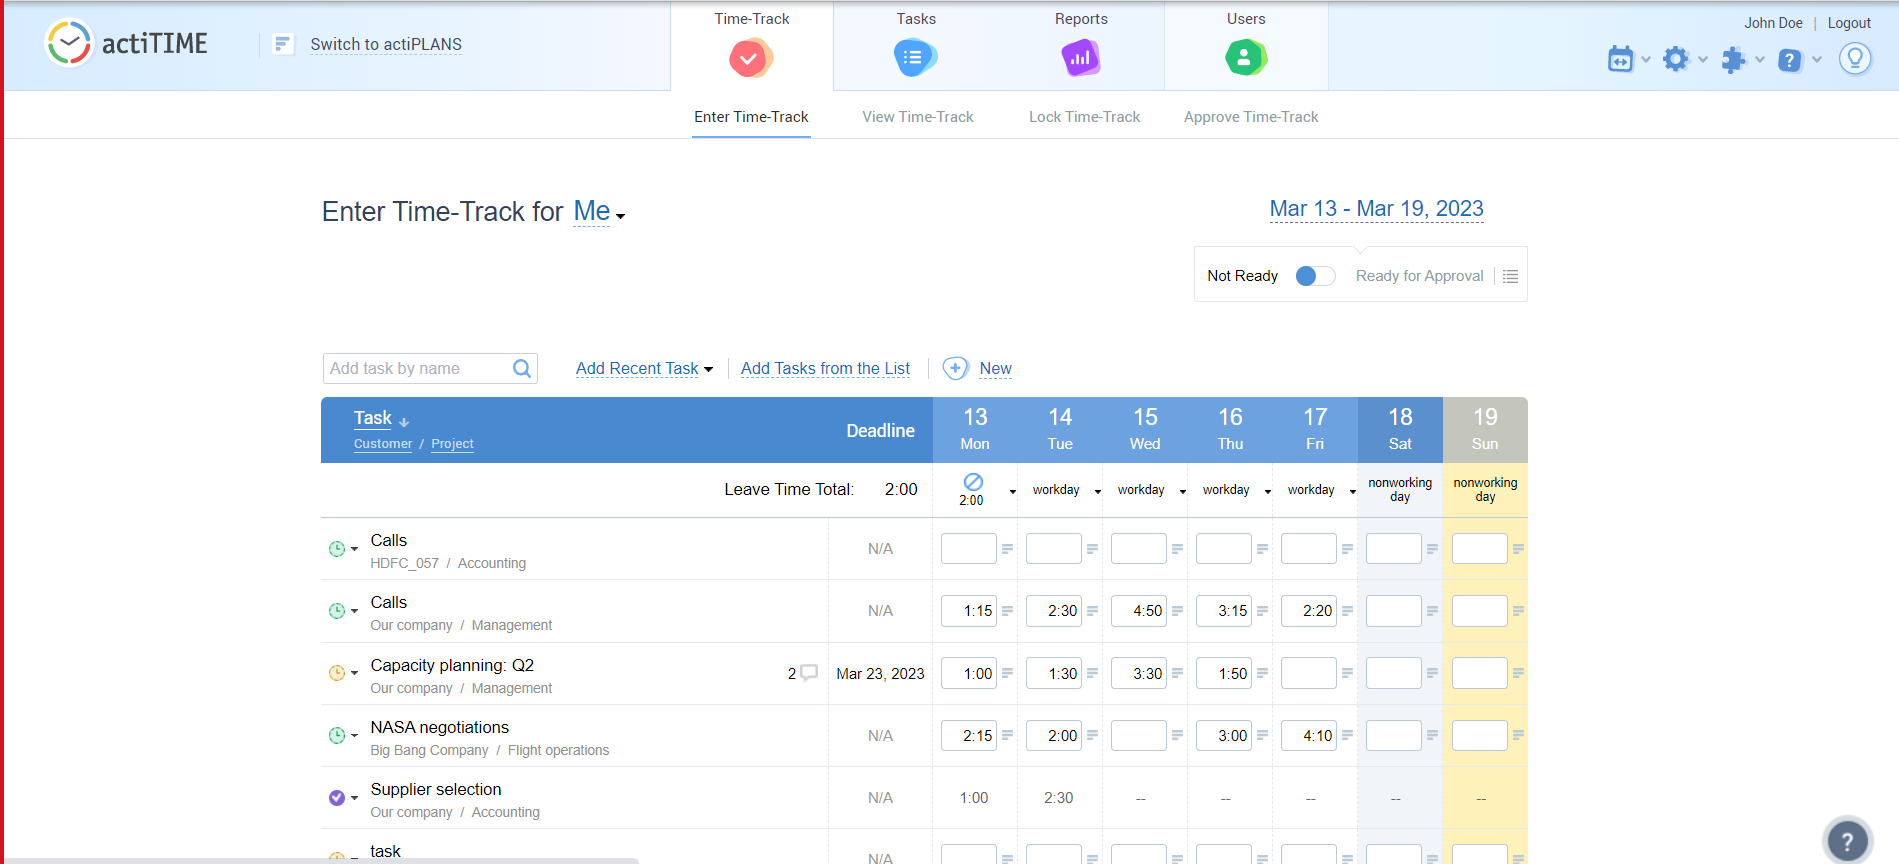 actiTIME
Switch to actiPLANS
Time-Track
Tasks
Reports
Users
John Doe | Logout
Enter Time-Track
View Time-Track
Lock Time-Track
Approve Time-Track
Enter Time-Track for Me
Mar 13 - Mar 19, 2023
Not Ready
Ready for Approval
Add task by name
Add Recent Task
Add Tasks from the List
New
Task
Customer / Project
Deadline
13 Mon
14 Tue
15 Wed
16 Thu
17 Fri
18 Sat
19 Sun
Leave Time Total: 2:00
2:00
workday
workday
workday
workday
nonworking day
nonworking day
Calls
HDFC_057 / Accounting
N/A
Calls
Our company / Management
N/A 1:15 2:30 4:50 3:15 2:20
Capacity planning: Q2
Our company / Management
2 Mar 23, 2023 1:00 1:30 3:30 1:50
NASA negotiations
Big Bang Company / Flight operations
N/A 2:15 2:00 3:00 4:10
Supplier selection
Our company / Accounting
N/A 1:00 2:30 -- -- -- -- --
task
N/A